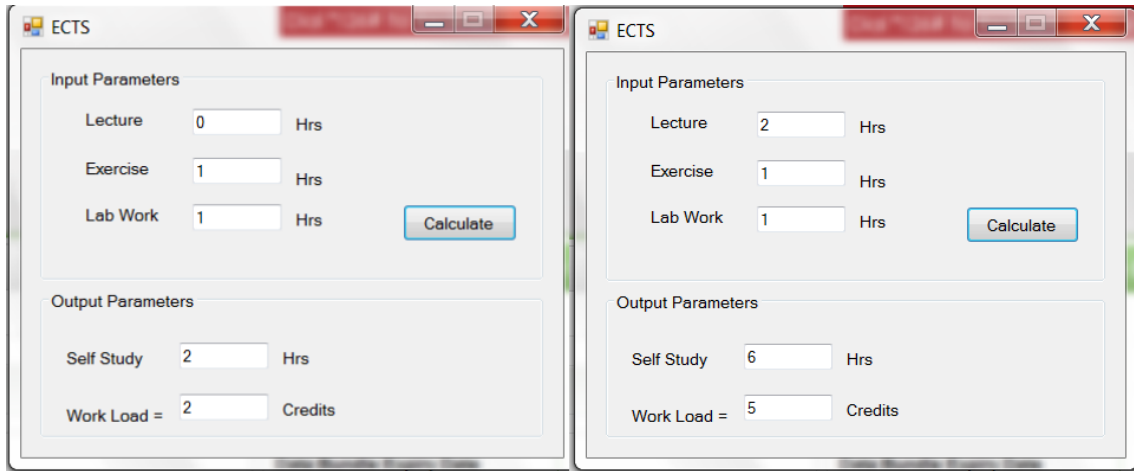 ECTS
Input Parameters
Lecture 0 Hrs
Exercise 1 Hrs
Lab Work 1 Hrs
Calculate
Output Parameters
Self Study 2 Hrs
Work Load = 2 Credits
ECTS
Input Parameters
Lecture 2 Hrs
Exercise 1 Hrs
Lab Work 1 Hrs
Calculate
Output Parameters
Self Study 6 Hrs
Work Load = 5 Credits